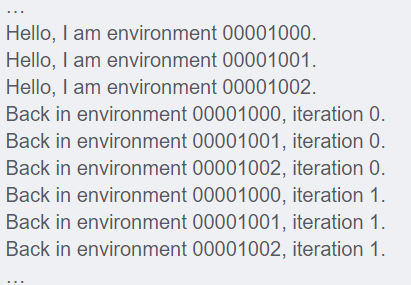 ...
Hello, I am environment 00001000.
Hello, I am environment 00001001.
Hello, I am environment 00001002.
Back in environment 00001000, iteration 0.
Back in environment 00001001, iteration 0.
Back in environment 00001002, iteration 0.
Back in environment 00001000, iteration 1.
Back in environment 00001001, iteration 1.
Back in environment 00001002, iteration 1.
...